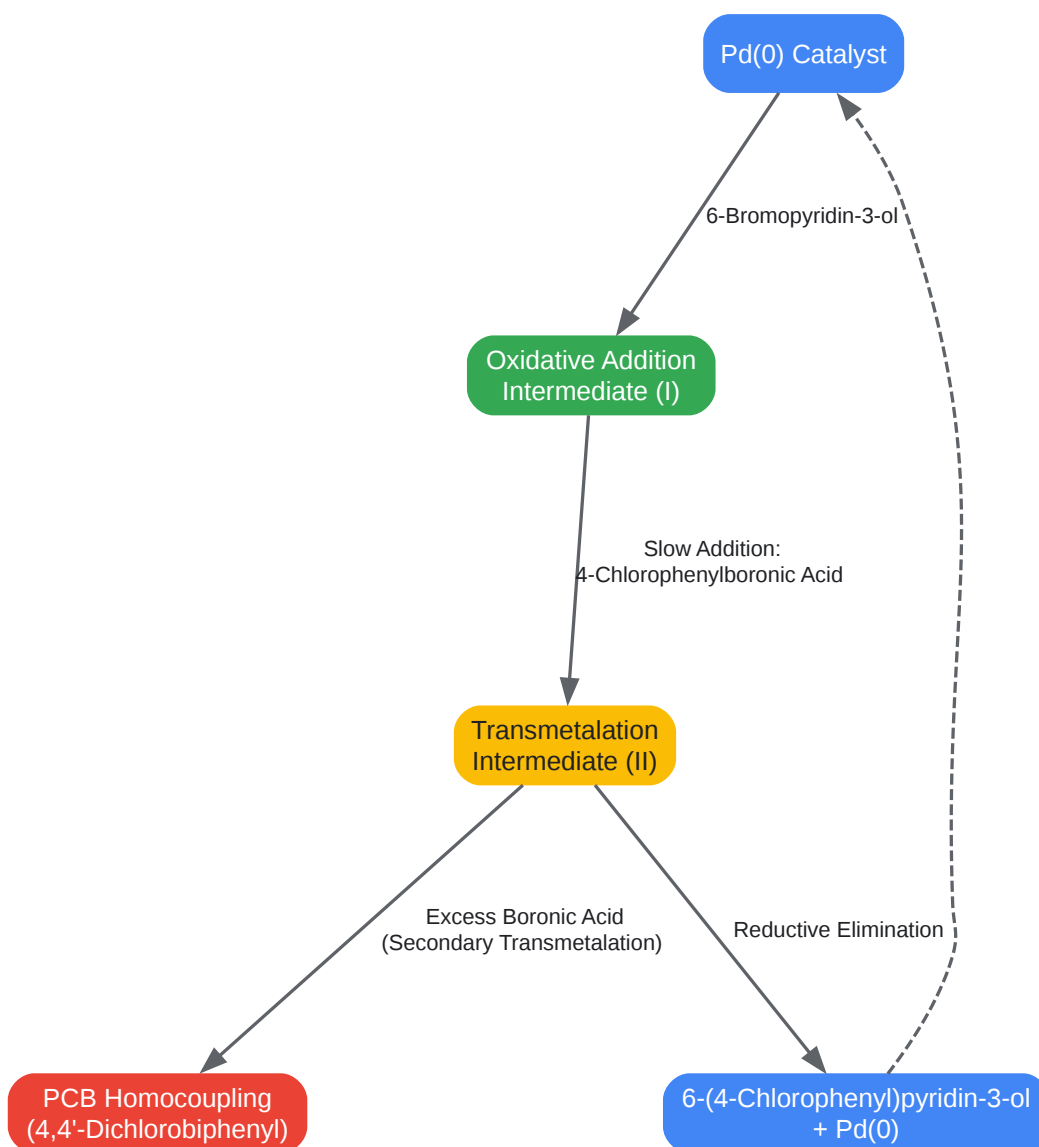 Pd(0) Catalyst
6-Bromopyridin-3-ol
Oxidative Addition
Intermediate (I)
Slow Addition:
4-Chlorophenylboronic Acid
Transmetalation
Intermediate (II)
Excess Boronic Acid
(Secondary Transmetalation)
Reductive Elimination
PCB Homocoupling
(4,4'-Dichlorobiphenyl)
6-(4-Chlorophenyl)pyridin-3-ol
+ Pd(0)